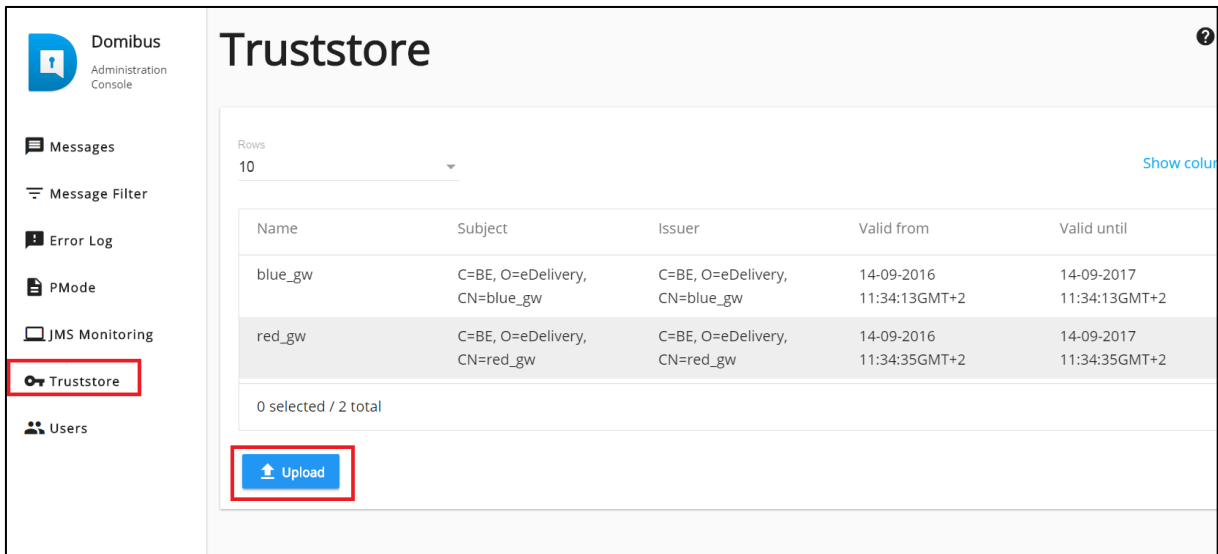 Domibus
Administration
Console
Truststore
Messages
Message Filter
Error Log
PMode
JMS Monitoring
Truststore
Users
Rows
10
Show colum
Name Subject Issuer Valid from Valid until
blue_gw C=BE, O=eDelivery, C=BE, O=eDelivery, 14-09-2016 14-09-2017
CN=blue_gw CN=blue_gw 11:34:13GMT+2 11:34:13GMT+2
red_gw C=BE, O=eDelivery, C=BE, O=eDelivery, 14-09-2016 14-09-2017
CN=red_gw CN=red_gw 11:34:35GMT+2 11:34:35GMT+2
0 selected / 2 total
Upload